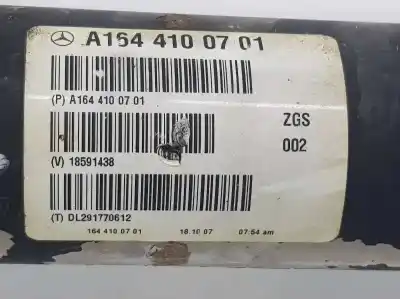 A164 410 07 01
(P) A164 410 07 01
ZGS
002
(V) 18591438
(T) DL291770612
164 410 07 01 18.10.07 07:54 am